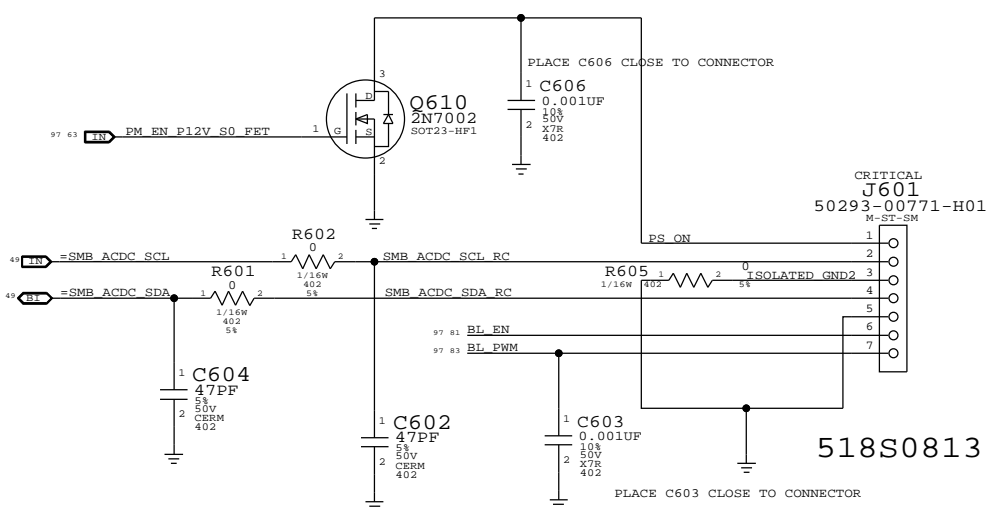 PLACE C606 CLOSE TO CONNECTOR
3
D
G
S
1
2
Q610
2N7002
SOT23-HF1
1
2
C606
0.001UF
10%
50V
X7R
402
97 63 IN PM_EN_P12V_S0_FET
CRITICAL
J601
50293-00771-H01
M-ST-SM
PS_ON
1
2
3
4
5
6
7
49 IN =SMB_ACDC_SCL
R602
0
1 2
1/16W
402
5%
SMB_ACDC_SCL_RC
R605
1/16W 402
1 2
0
5%
ISOLATED_GND2
49 BI =SMB_ACDC_SDA
R601
0
1 2
1/16W
402
5%
SMB_ACDC_SDA_RC
97 81 BL_EN
97 83 BL_PWM
1
2
C604
47PF
5%
50V
CERM
402
1
2
C602
47PF
5%
50V
CERM
402
1
2
C603
0.001UF
10%
50V
X7R
402
518S0813
PLACE C603 CLOSE TO CONNECTOR